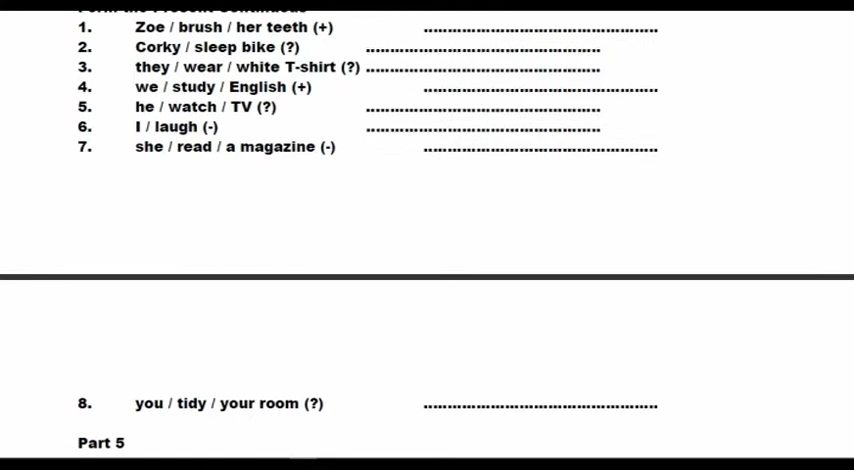 1. Zoe / brush / her teeth (+) ................................................
2. Corky / sleep bike (?) ................................................
3. they / wear / white T-shirt (?) ................................................
4. we / study / English (+) ................................................
5. he / watch / TV (?) ................................................
6. I / laugh (-) ................................................
7. she / read / a magazine (-) ................................................
8. you / tidy / your room (?) ................................................
Part 5